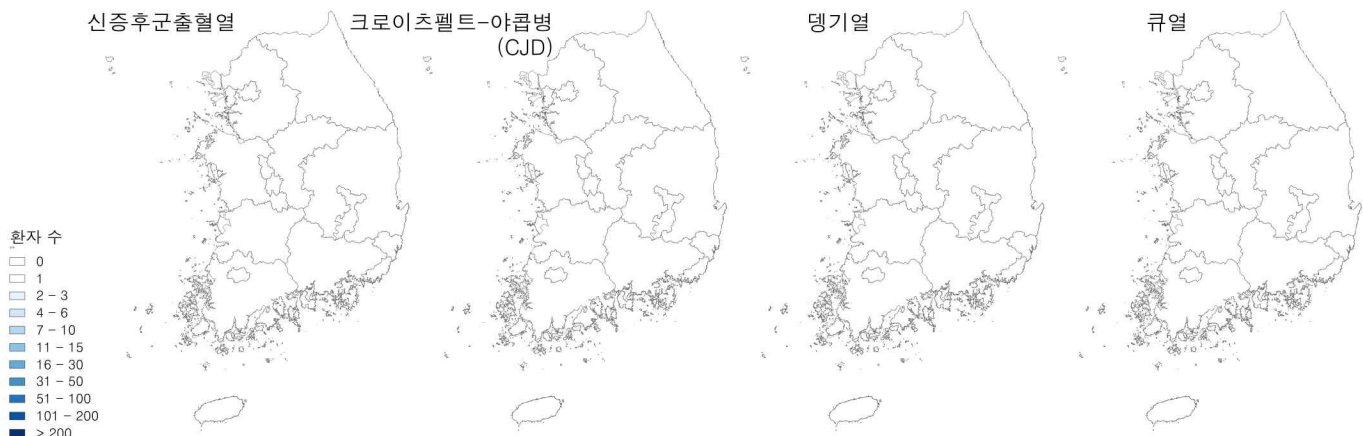 신증후군출혈열
크로이츠펠트-야콥병
(CJD)
뎅기열
큐열
환자 수
0
1
2 - 3
4 - 6
7 - 10
11 - 15
16 - 30
31 - 50
51 - 100
101 - 200
> 200